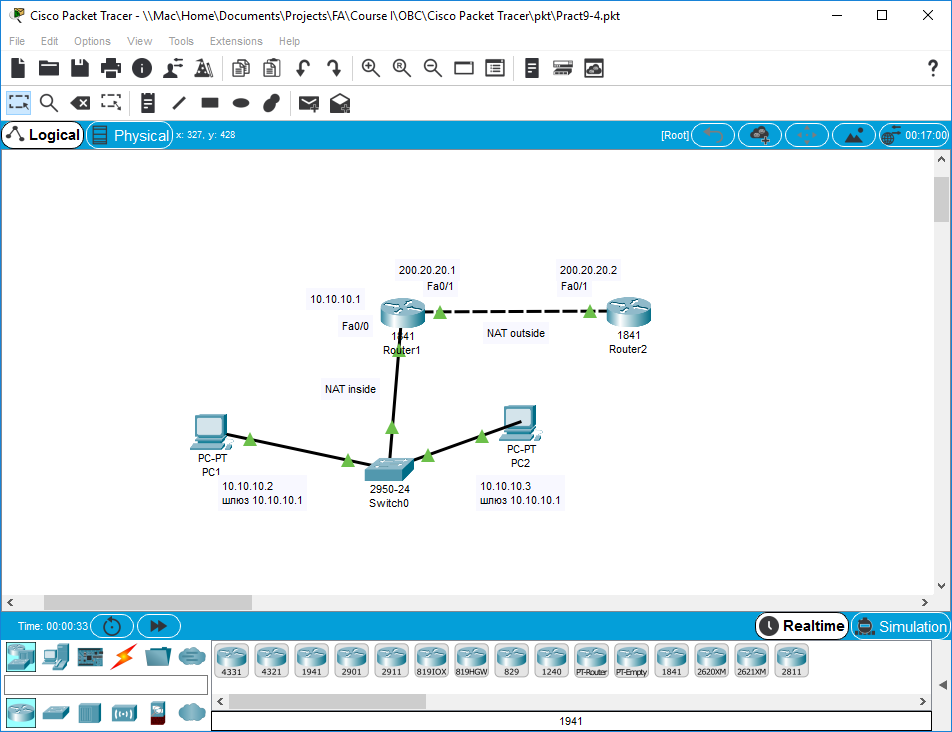 Cisco Packet Tracer - \\Mac\Home\Documents\Projects\FA\Course I\OBC\Cisco Packet Tracer\pkt\Pract9-4.pkt
File Edit Options View Tools Extensions Help
Logical Physical x: 327, y: 428 [Root] 00:17:00
200.20.20.1 200.20.20.2
Fa0/1 Fa0/1
10.10.10.1
Fa0/0
1841 NAT outside 1841
Router1 Router2
NAT inside
PC-PT PC-PT
PC1 PC2
10.10.10.2 2950-24 10.10.10.3
шлюз 10.10.10.1 Switch0 шлюз 10.10.10.1
Time: 00:00:33 Realtime Simulation
4331 4321 1941 2901 2911 819IOX 819HGW 829 1240 PT-Router PT-Empty 1841 2620XM 2621XM 2811
1941